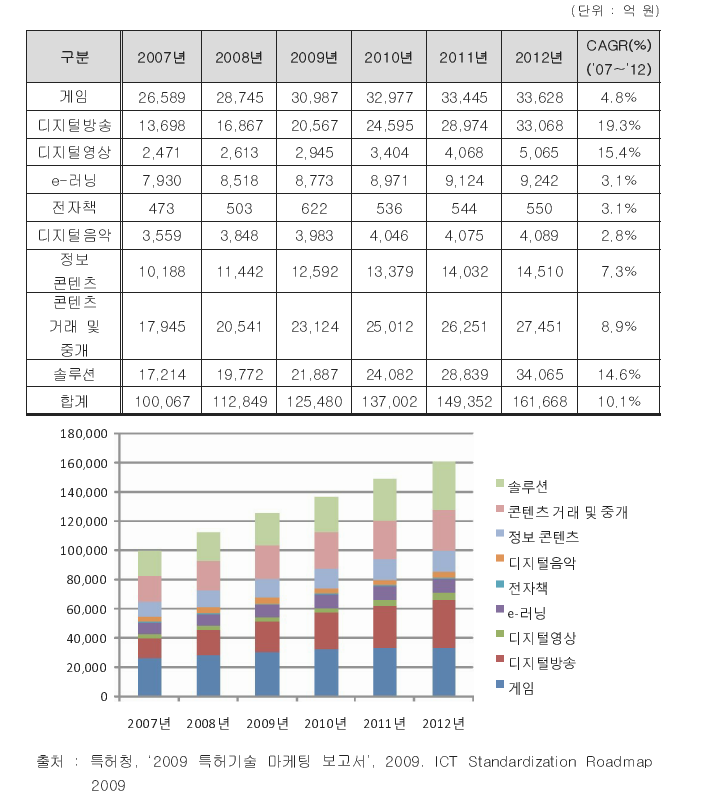 (단위 : 억 원)
구분 2007년 2008년 2009년 2010년 2011년 2012년 CAGR(%) ('07~'12)
게임 26,589 28,745 30,987 32,977 33,445 33,628 4.8%
디지털방송 13,698 16,867 20,567 24,595 28,974 33,068 19.3%
디지털영상 2,471 2,613 2,945 3,404 4,068 5,065 15.4%
e-러닝 7,930 8,518 8,773 8,971 9,124 9,242 3.1%
전자책 473 503 622 536 544 550 3.1%
디지털음악 3,559 3,848 3,983 4,046 4,075 4,089 2.8%
정보
콘텐츠 10,188 11,442 12,592 13,379 14,032 14,510 7.3%
콘텐츠
거래 및 17,945 20,541 23,124 25,012 26,251 27,451 8.9%
중개
솔루션 17,214 19,772 21,887 24,082 28,839 34,065 14.6%
합계 100,067 112,849 125,480 137,002 149,352 161,668 10.1%
180,000
160,000
140,000
120,000
100,000
80,000
60,000
40,000
20,000
0
2007년 2008년 2009년 2010년 2011년 2012년
솔루션
콘텐츠 거래 및 중개
정보 콘텐츠
디지털음악
전자책
e-러닝
디지털영상
디지털방송
게임
출처 : 특허청, '2009 특허기술 마케팅 보고서', 2009. ICT Standardization Roadmap
2009